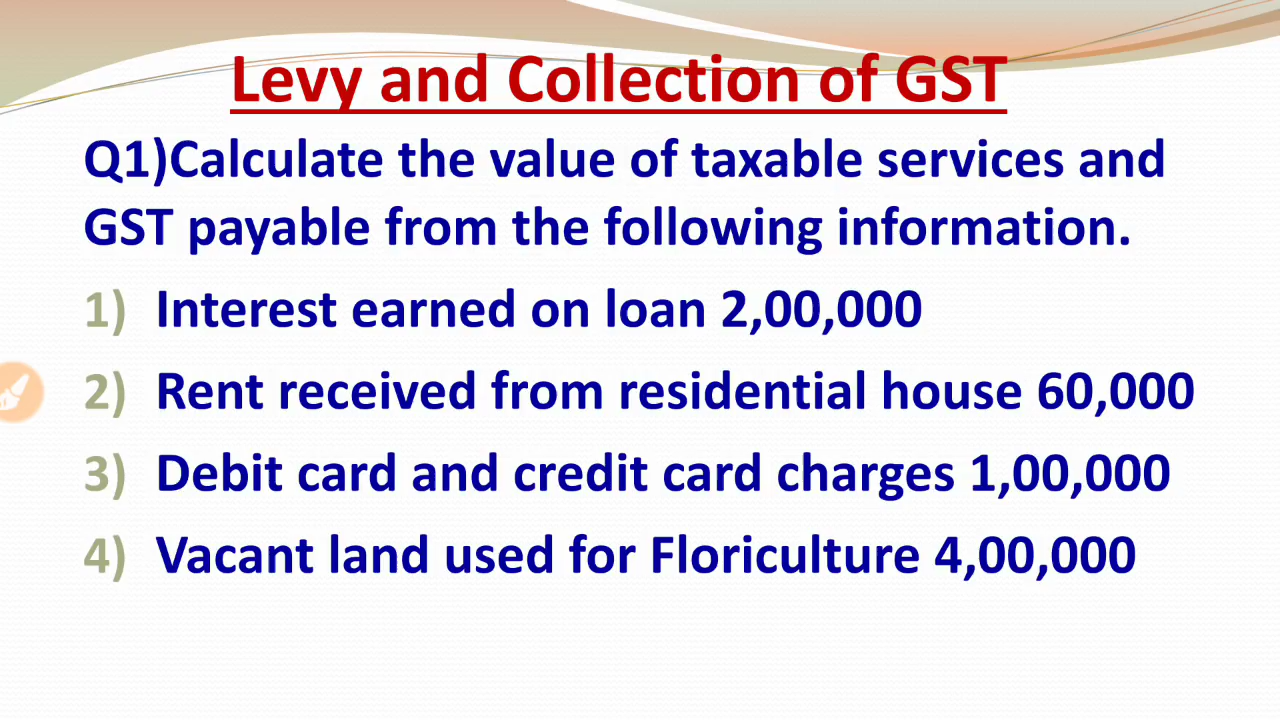 Levy and Collection of GST
Q1)Calculate the value of taxable services and
GST payable from the following information.
1) Interest earned on loan 2,00,000
2) Rent received from residential house 60,000
3) Debit card and credit card charges 1,00,000
4) Vacant land used for Floriculture 4,00,000